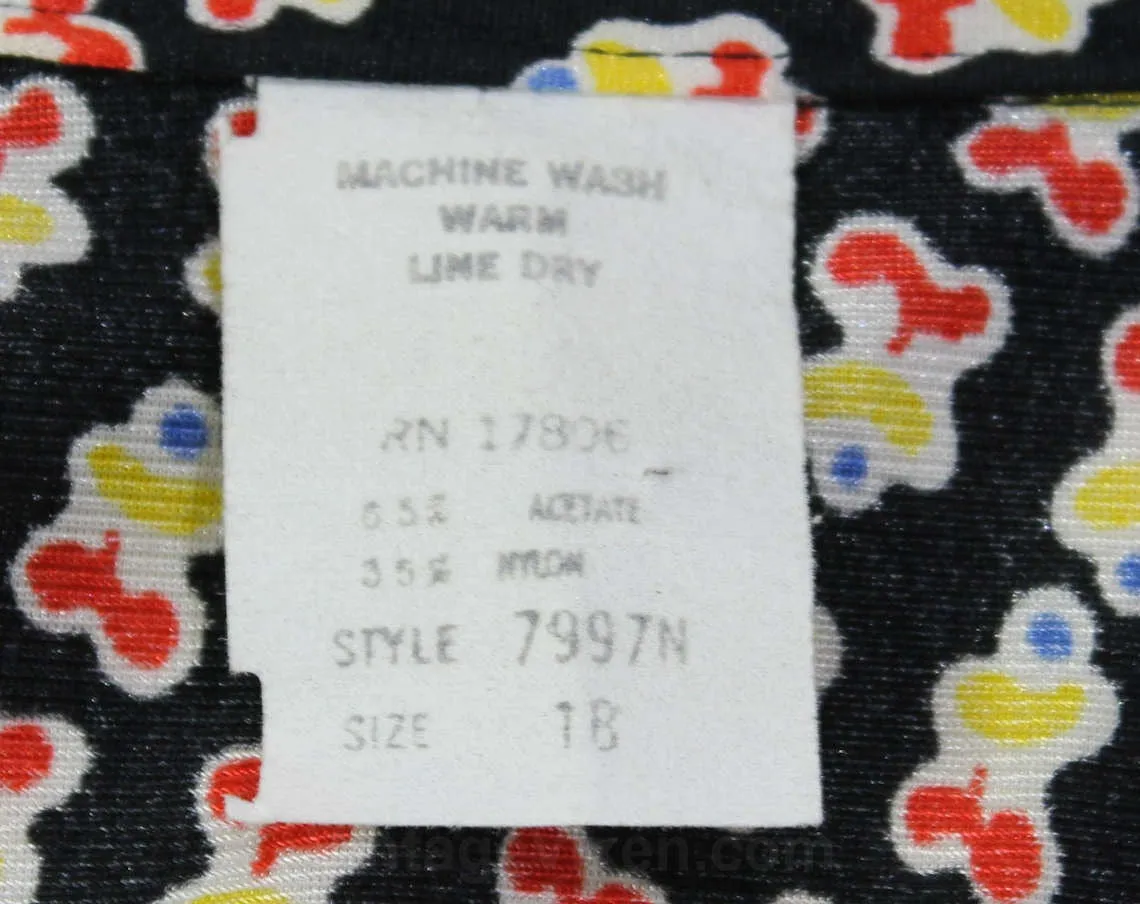 MACHINE WASH
WARM
LINE DRY
RN 17806
65% ACETATE
35% NYLON
STYLE 7997N
SIZE 18